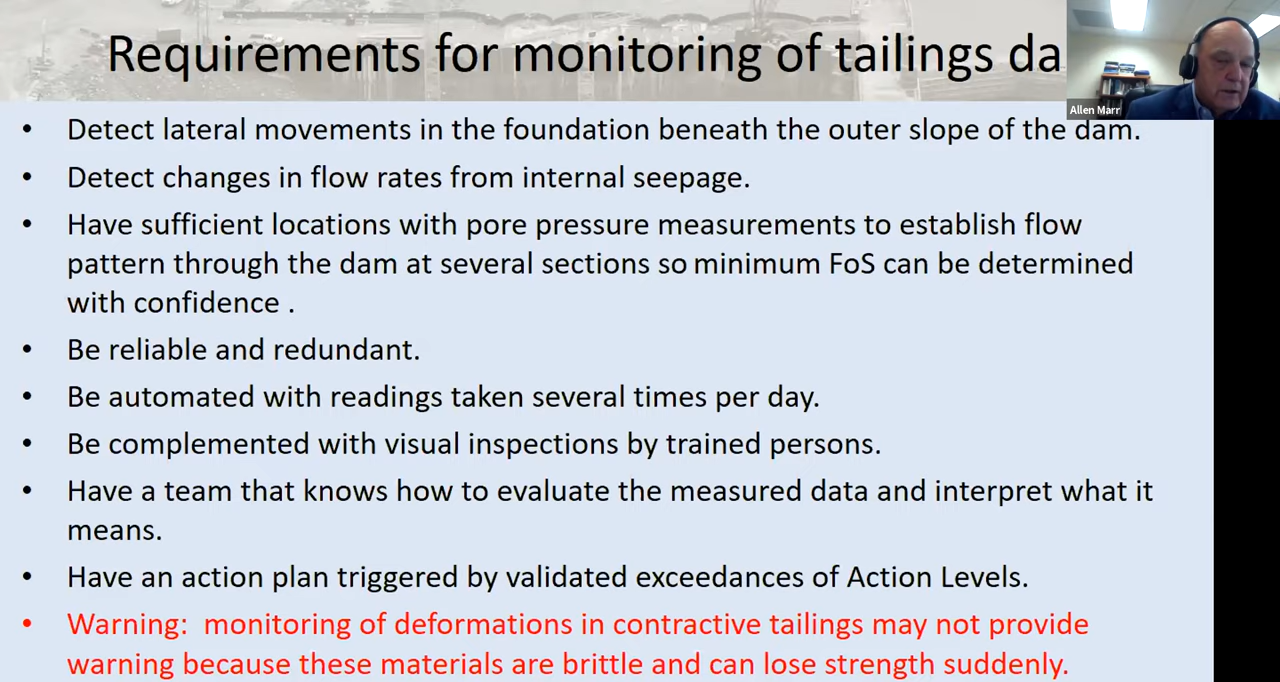 Requirements for monitoring of tailings da
Allen Marr
• Detect lateral movements in the foundation beneath the outer slope of the dam.
• Detect changes in flow rates from internal seepage.
• Have sufficient locations with pore pressure measurements to establish flow
pattern through the dam at several sections so minimum FoS can be determined
with confidence .
• Be reliable and redundant.
• Be automated with readings taken several times per day.
• Be complemented with visual inspections by trained persons.
• Have a team that knows how to evaluate the measured data and interpret what it
means.
• Have an action plan triggered by validated exceedances of Action Levels.
• Warning:  monitoring of deformations in contractive tailings may not provide
warning because these materials are brittle and can lose strength suddenly.